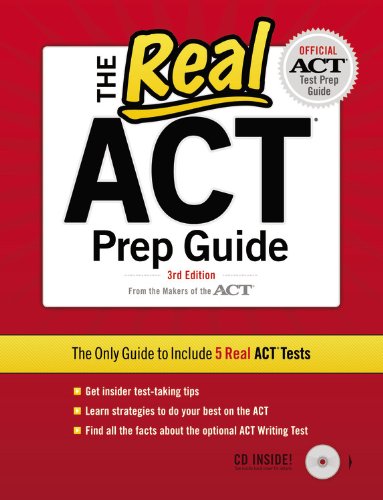 THE Real
OFFICIAL
ACT®
Test Prep
Guide
ACT®
Prep Guide
3rd Edition
From the Makers of the ACT®
The Only Guide to Include 5 Real ACT® Tests
Get insider test-taking tips
Learn strategies to do your best on the ACT
Find all the facts about the optional ACT Writing Test
CD INSIDE!